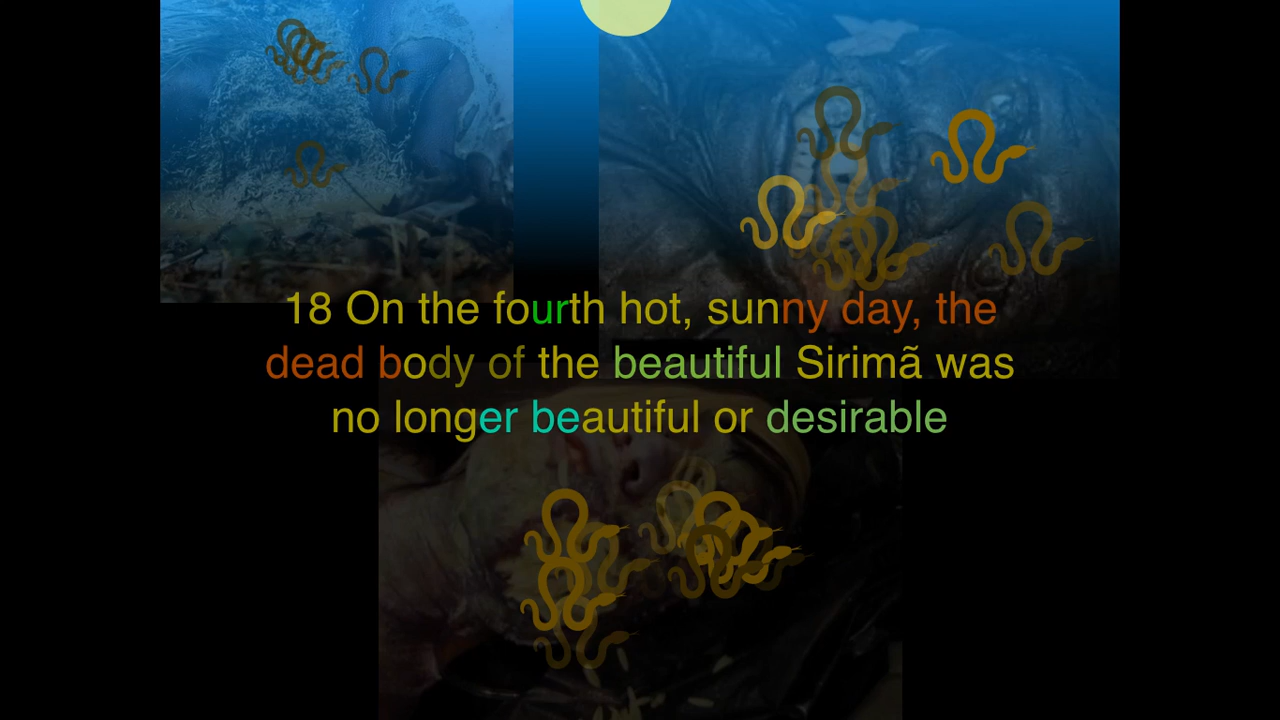 18 On the fourth hot, sunny day, the
dead body of the beautiful Sirimã was
no longer beautiful or desirable